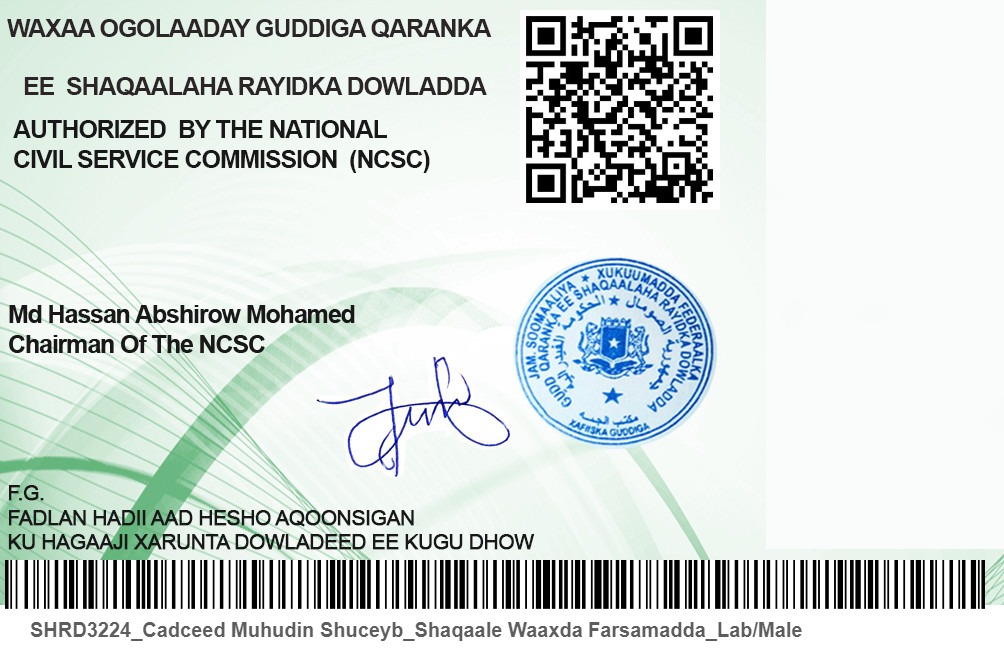 WAXAA OGOLAADAY GUDDIGA QARANKA
EE SHAQAALAHA RAYIDKA DOWLADDA
AUTHORIZED BY THE NATIONAL
CIVIL SERVICE COMMISSION (NCSC)
Md Hassan Abshirow Mohamed
Chairman Of The NCSC
JAM. SOOMAALIYA ★ XUKUUMADDA FEDERAALKA
GUDD QARANKA EE SHAQAALAHA RAYIDKA DOWLADDA
XAFIISKA GUDDIGA
F.G.
FADLAN HADII AAD HESHO AQOONSIGAN
KU HAGAAJI XARUNTA DOWLADEED EE KUGU DHOW
SHRD3224_Cadceed Muhudin Shuceyb_Shaqaale Waaxda Farsamadda_Lab/Male